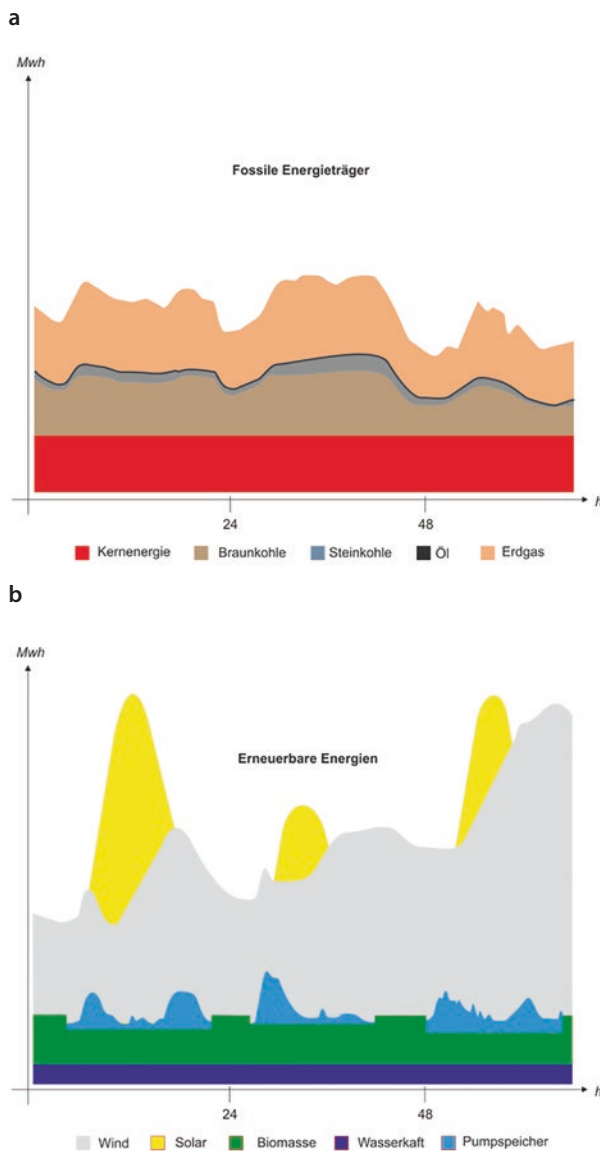 a
Mwh
Fossile Energieträger
h
24 48
Kernenergie Braunkohle Steinkohle Öl Erdgas
b
Mwh
Erneuerbare Energien
h
24 48
Wind Solar Biomasse Wasserkaft Pumpspeicher